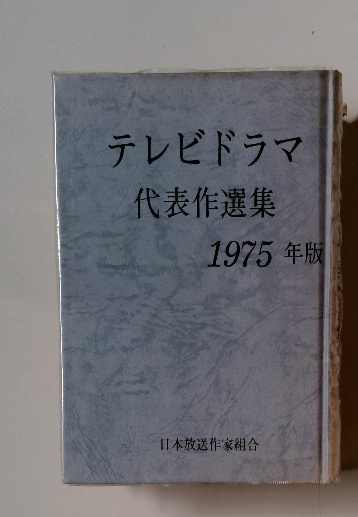 テレビドラマ
代表作選集
1975 年版
日本放送作家組合